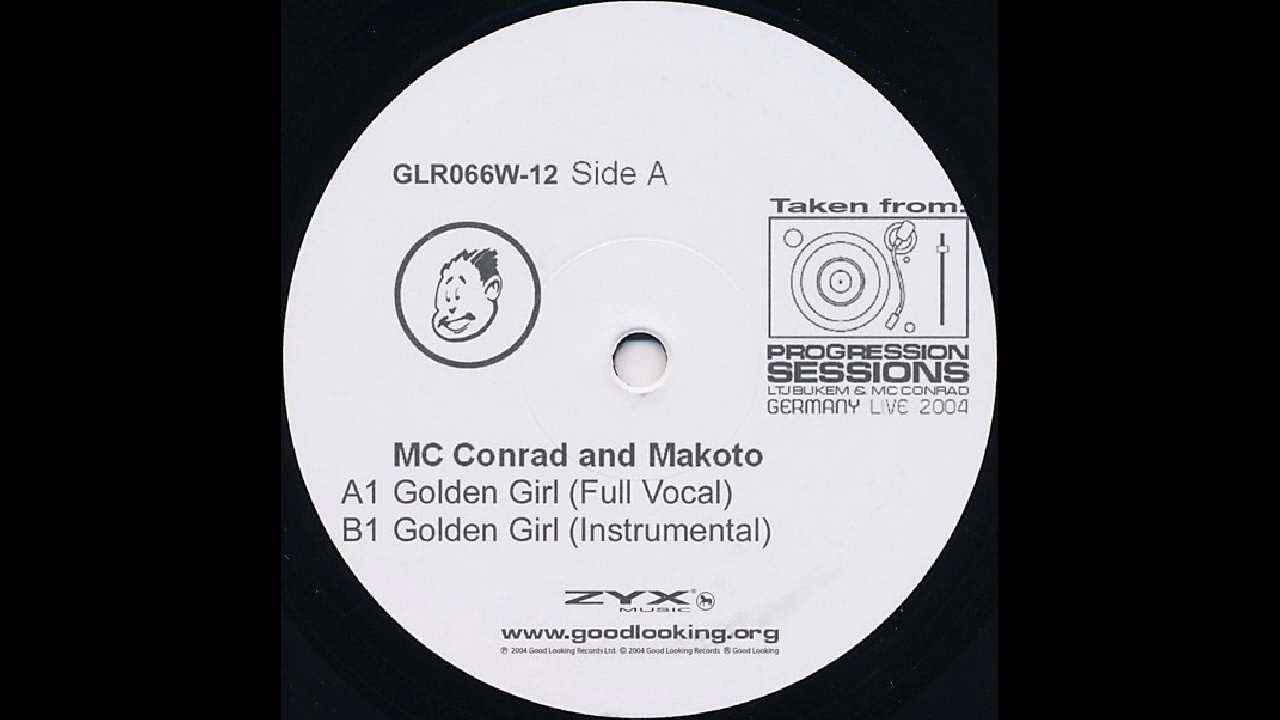 GLR066W-12 Side A
Taken from:
PROGRESSION
SESSIONS
LTJ BUKEM & MC CONRAD
GERMANY LIVE 2004
MC Conrad and Makoto
A1 Golden Girl (Full Vocal)
B1 Golden Girl (Instrumental)
ZYX®
MUSIC
www.goodlooking.org
℗ 2004 Good Looking Records Ltd. © 2004 Good Looking Records ® Good Looking